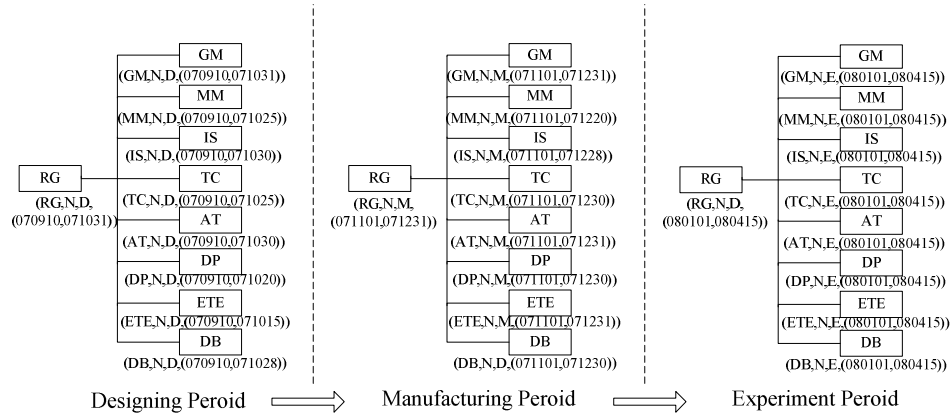 GM
(GM,N,D,(070910,071031))
MM
(MM,N,D,(070910,071025))
IS
(IS,N,D,(070910,071030))
RG
TC
(RG,N,D,
(070910,071031))
(TC,N,D,(070910,071025))
AT
(AT,N,D,(070910,071030))
DP
(DP,N,D,(070910,071020))
ETE
(ETE,N,D,(070910,071015))
DB
(DB,N,D,(070910,071028))
Designing Peroid
GM
(GM,N,M,(071101,071231))
MM
(MM,N,M,(071101,071220))
IS
(IS,N,M,(071101,071228))
RG
TC
(RG,N,M,
(071101,071231))
(TC,N,M,(071101,071230))
AT
(AT,N,M,(071101,071231))
DP
(DP,N,M,(071101,071230))
ETE
(ETE,N,M,(071101,071231))
DB
(DB,N,D,(071101,071230))
Manufacturing Peroid
GM
(GM,N,E,(080101,080415))
MM
(MM,N,E,(080101,080415))
IS
(IS,N,E,(080101,080415))
RG
TC
(RG,N,D,
(080101,080415))
(TC,N,E,(080101,080415))
AT
(AT,N,E,(080101,080415))
DP
(DP,N,E,(080101,080415))
ETE
(ETE,N,E,(080101,080415))
DB
(DB,N,E,(080101,080415))
Experiment Peroid